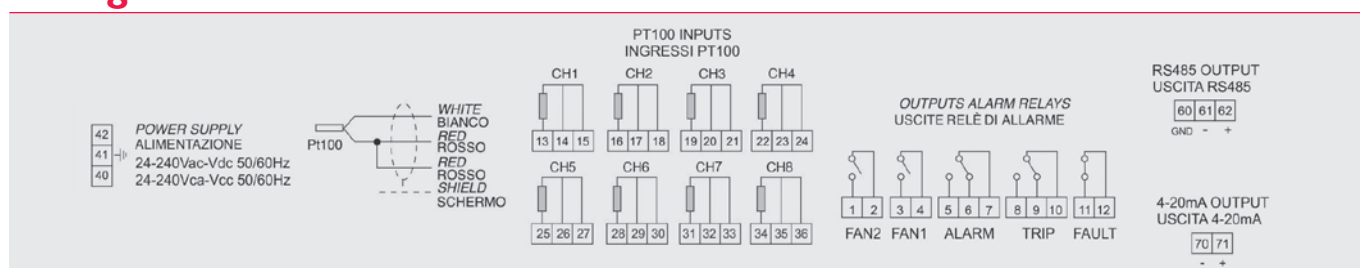 42
41
40
POWER SUPPLY
ALIMENTAZIONE
24-240Vac-Vdc 50/60Hz
24-240Vca-Vcc 50/60Hz
Pt100
WHITE
BIANCO
RED
ROSSO
RED
ROSSO
SHIELD
SCHERMO
PT100 INPUTS
INGRESSI PT100
CH1 CH2 CH3 CH4
13 14 15 16 17 18 19 20 21 22 23 24
CH5 CH6 CH7 CH8
25 26 27 28 29 30 31 32 33 34 35 36
OUTPUTS ALARM RELAYS
USCITE RELÈ DI ALLARME
1 2 3 4 5 6 7 8 9 10 11 12
FAN2 FAN1 ALARM TRIP FAULT
RS485 OUTPUT
USCITA RS485
60 61 62
GND - +
4-20mA OUTPUT
USCITA 4-20mA
70 71
- +